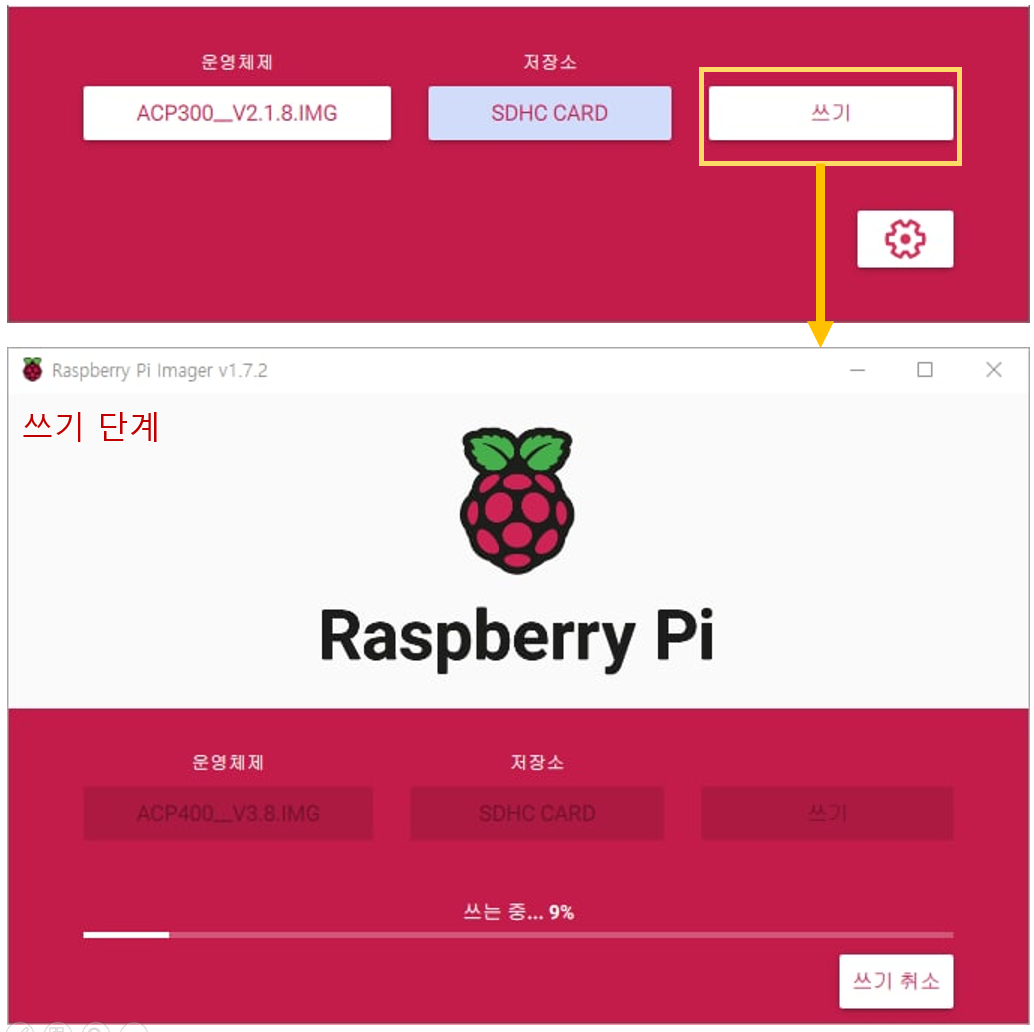 운영체제 저장소
ACP300__V2.1.8.IMG SDHC CARD 쓰기
Raspberry Pi Imager v1.7.2
쓰기 단계
Raspberry Pi
운영체제 저장소
ACP400__V3.8.IMG SDHC CARD 쓰기
쓰는 중... 9%
쓰기 취소